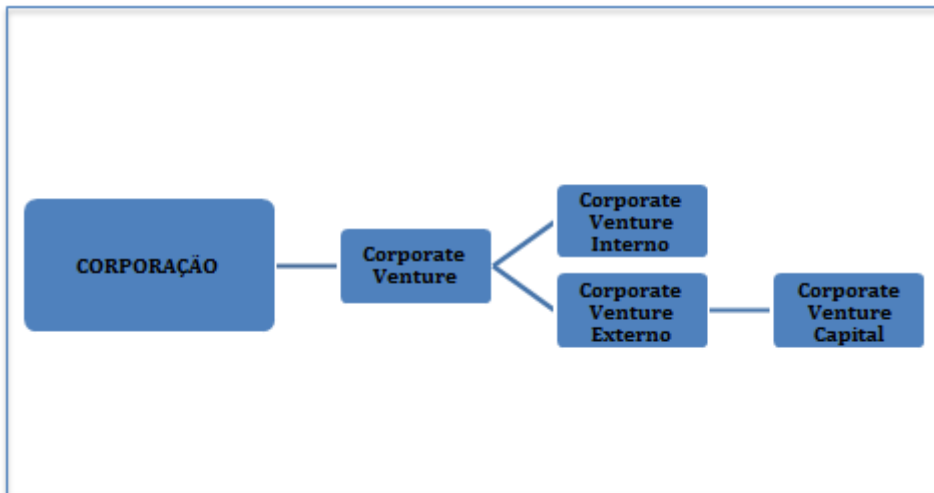 CORPORAÇÃO
Corporate
Venture
Corporate
Venture
Interno
Corporate
Venture
Externo
Corporate
Venture
Capital